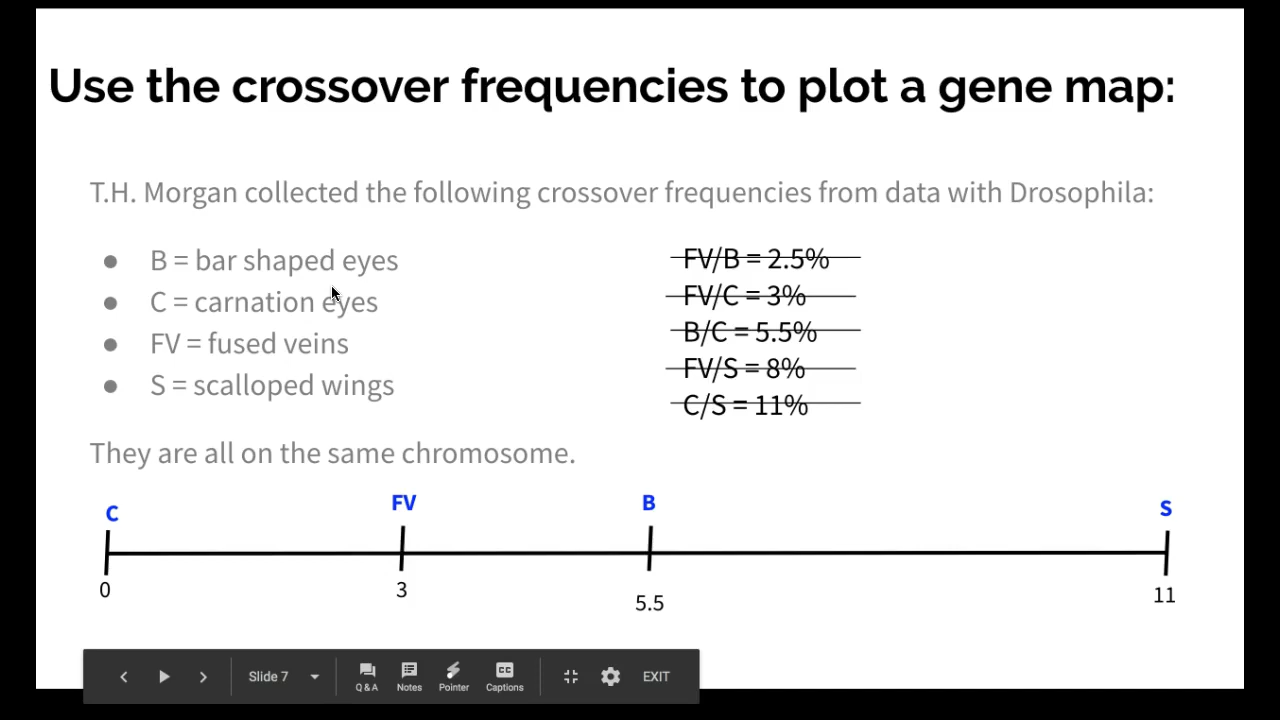 Use the crossover frequencies to plot a gene map:
T.H. Morgan collected the following crossover frequencies from data with Drosophila:
● B = bar shaped eyes
● C = carnation eyes
● FV = fused veins
● S = scalloped wings
FV/B = 2.5%
FV/C = 3%
B/C = 5.5%
FV/S = 8%
C/S = 11%
They are all on the same chromosome.
C FV B S
0 3 5.5 11
Slide 7 Q&A Notes Pointer CC Captions EXIT